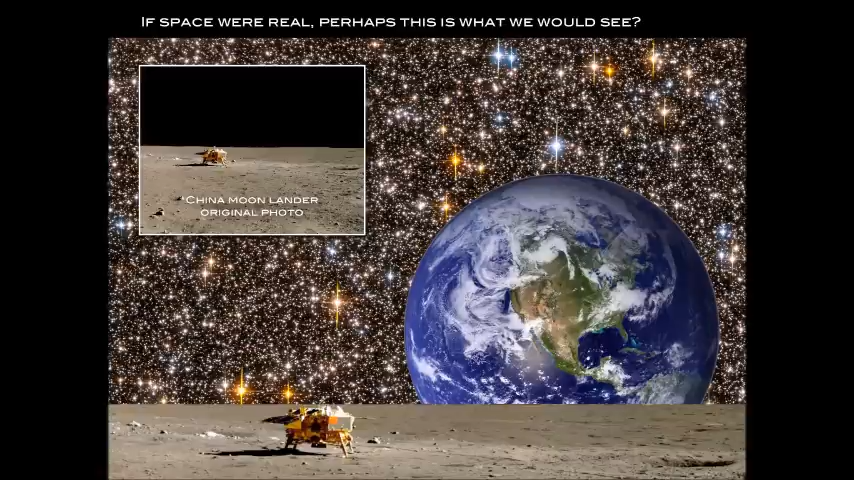 If space were real, perhaps this is what we would see?
*China moon lander
original photo